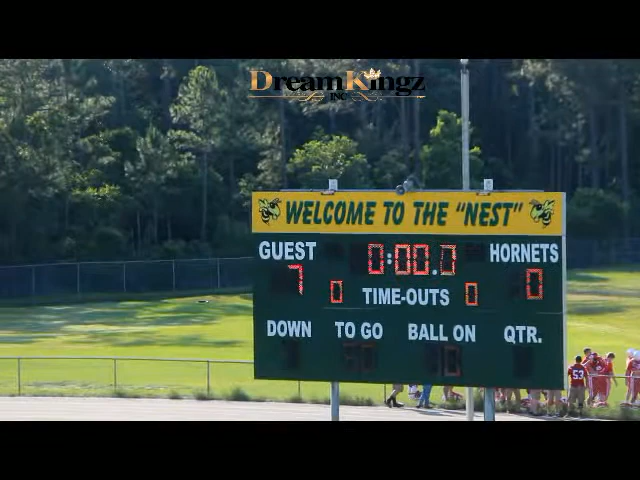 DreamKingz
INC
WELCOME TO THE "NEST"
GUEST 0:00.0 HORNETS
7 0 TIME-OUTS 0 0
DOWN TO GO BALL ON QTR.
0
53